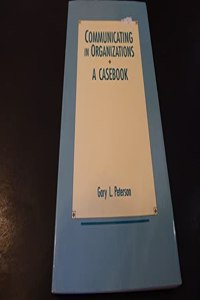 COMMUNICATING
IN ORGANIZATIONS
A CASEBOOK
Gary L. Peterson